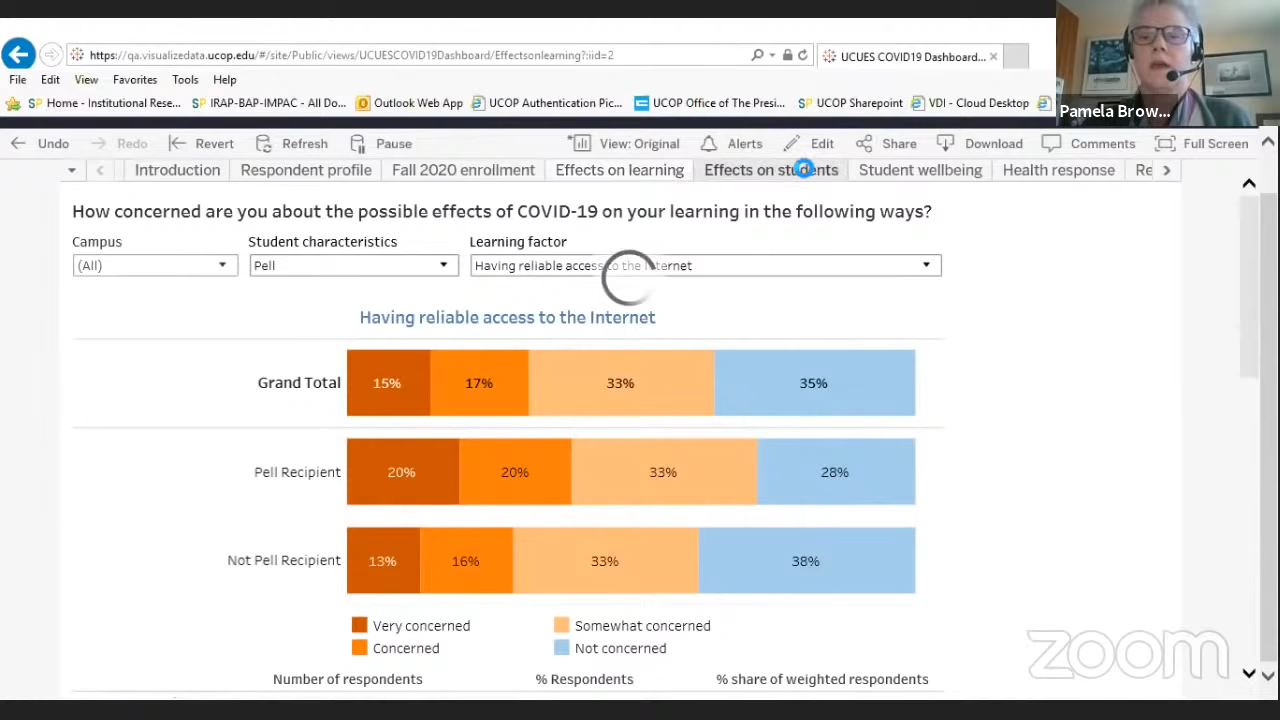 https://qa.visualizedata.ucop.edu/#/site/Public/views/UCUESCOVID19Dashboard/Effectsonlearning?:iid=2
UCUES COVID19 Dashboard...
File Edit View Favorites Tools Help
Home - Institutional Rese... IRAP-BAP-IMPAC - All Do... Outlook Web App UCOP Authentication Pic... UCOP Office of The Presi... UCOP Sharepoint VDI - Cloud Desktop
Pamela Brow...
Undo Redo Revert Refresh Pause View: Original Alerts Edit Share Download Comments Full Screen
Introduction Respondent profile Fall 2020 enrollment Effects on learning Effects on students Student wellbeing Health response Re
How concerned are you about the possible effects of COVID-19 on your learning in the following ways?
Campus Student characteristics Learning factor
(All) Pell Having reliable access to the Internet
Having reliable access to the Internet
Grand Total 15% 17% 33% 35%
Pell Recipient 20% 20% 33% 28%
Not Pell Recipient 13% 16% 33% 38%
Very concerned Somewhat concerned
Concerned Not concerned
zoom
Number of respondents % Respondents % share of weighted respondents